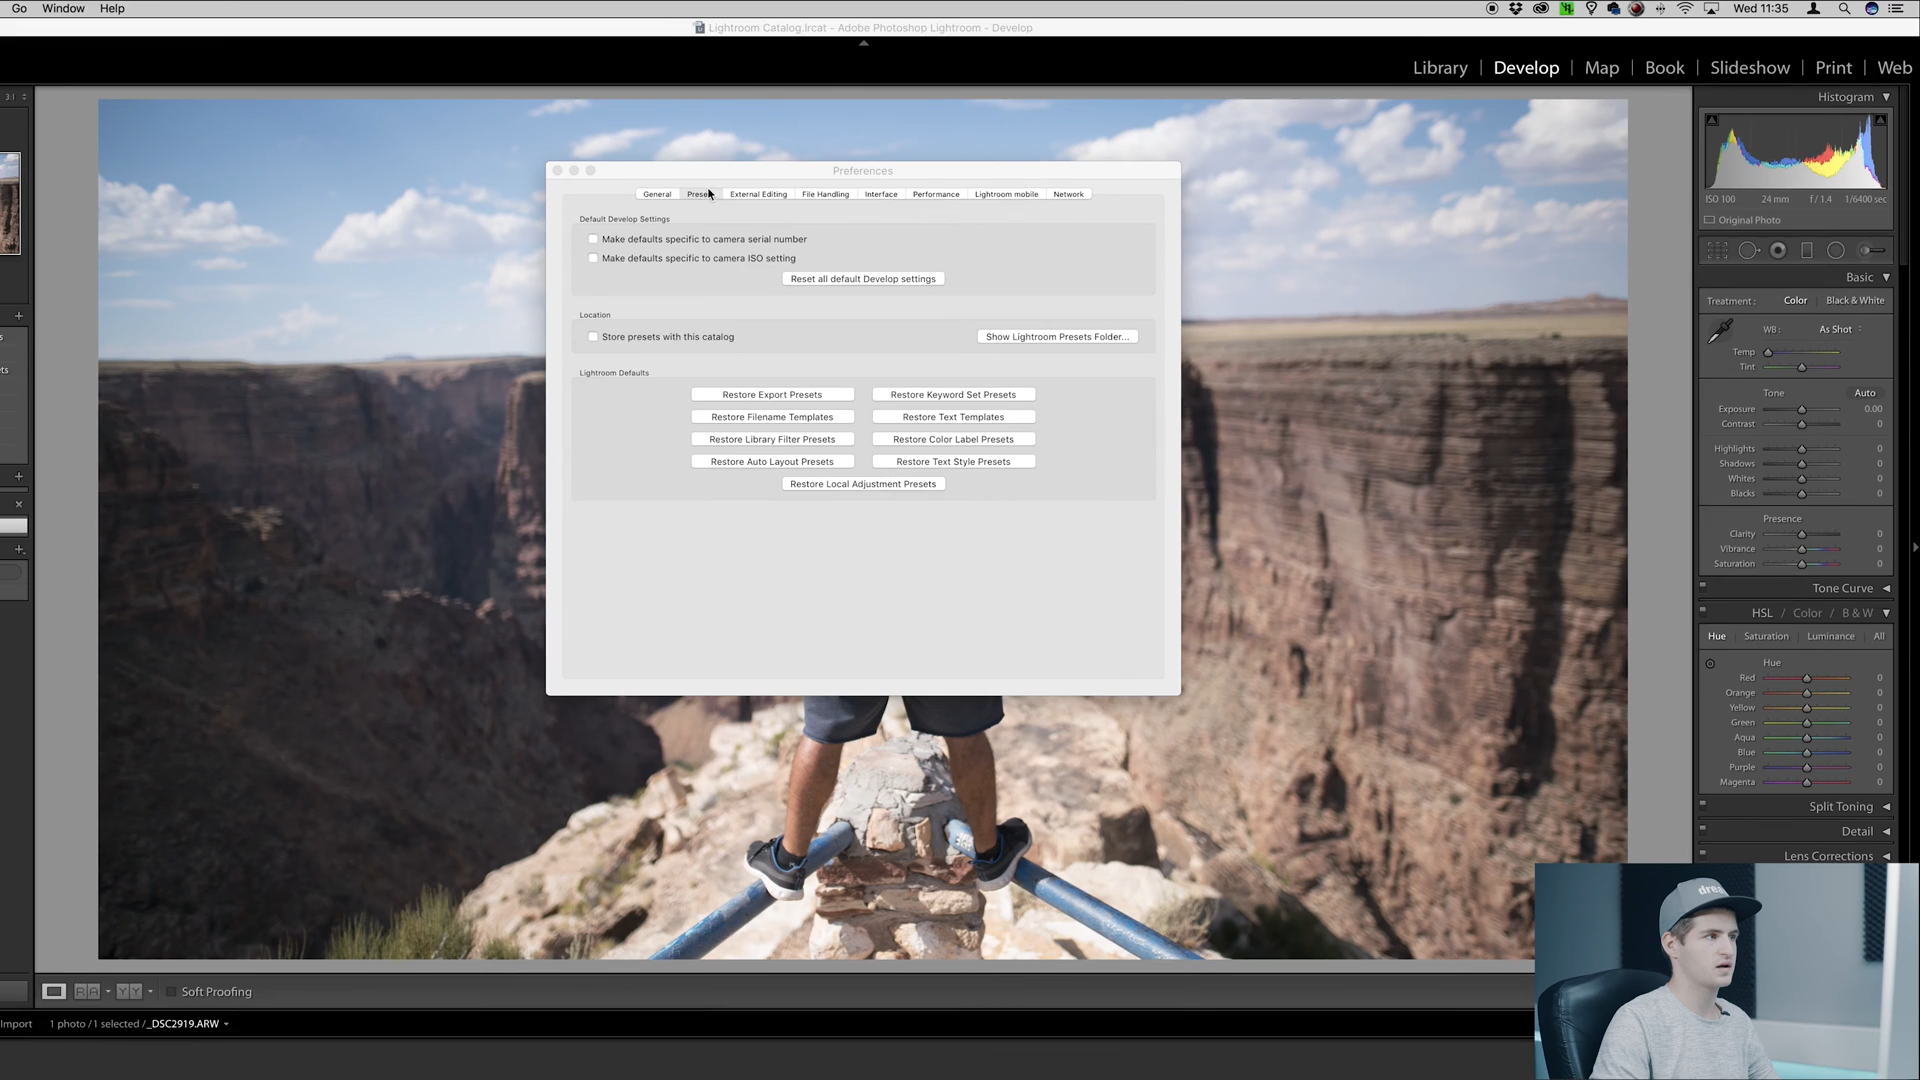 Go Window Help
Wed 11:35
Lightroom Catalog.lrcat - Adobe Photoshop Lightroom - Develop
Library | Develop | Map | Book | Slideshow | Print | Web
3:1
Histogram
ISO 100 24 mm f / 1.4 1/6400 sec
Original Photo
Preferences
General Presets External Editing File Handling Interface Performance Lightroom mobile Network
Default Develop Settings
Make defaults specific to camera serial number
Make defaults specific to camera ISO setting
Reset all default Develop settings
Location
Store presets with this catalog
Show Lightroom Presets Folder...
Lightroom Defaults
Restore Export Presets Restore Keyword Set Presets
Restore Filename Templates Restore Text Templates
Restore Library Filter Presets Restore Color Label Presets
Restore Auto Layout Presets Restore Text Style Presets
Restore Local Adjustment Presets
Basic
Treatment : Color | Black & White
WB : As Shot
Temp
Tint
Tone Auto
Exposure 0.00
Contrast 0
Highlights 0
Shadows 0
Whites 0
Blacks 0
Presence
Clarity 0
Vibrance 0
Saturation 0
Tone Curve
HSL / Color / B & W
Hue Saturation Luminance All
Hue
Red 0
Orange 0
Yellow 0
Green 0
Aqua 0
Blue 0
Purple 0
Magenta 0
Split Toning
Detail
Lens Corrections
Soft Proofing
Import 1 photo / 1 selected / _DSC2919.ARW